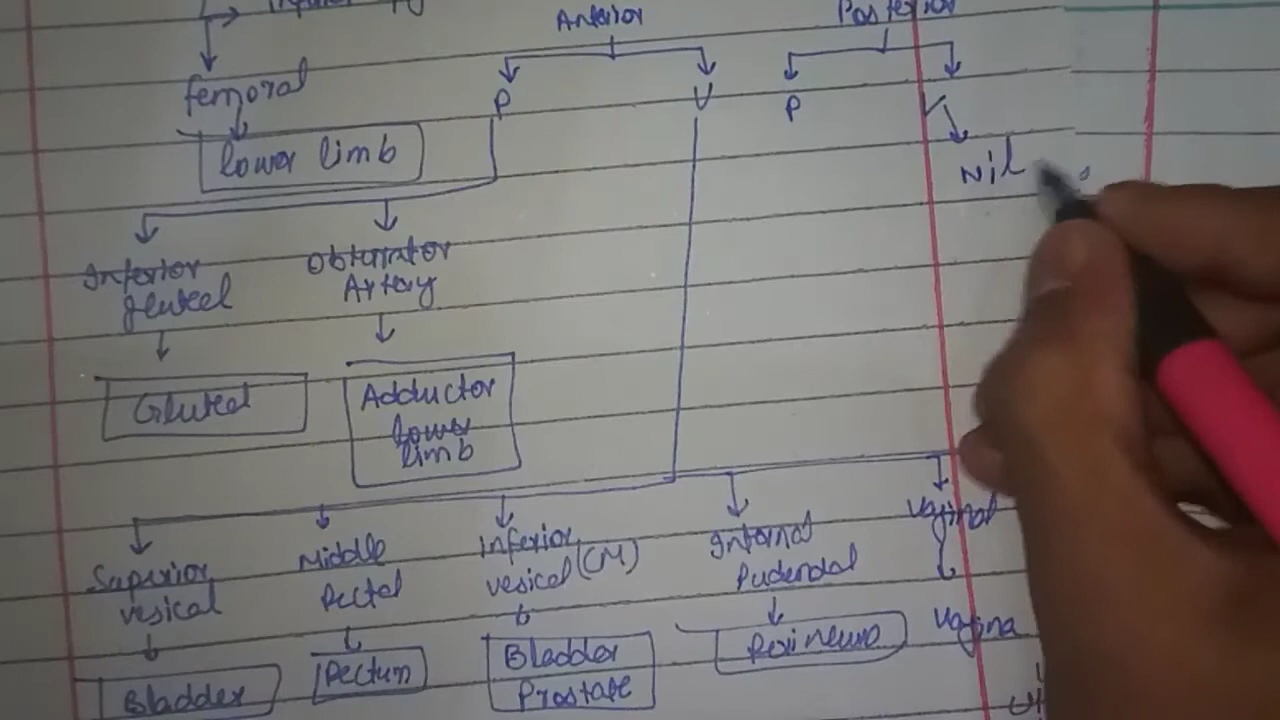 Anterior
Posterior
femoral
P
V
P
V
lower limb
Nil
Inferior
gluteal
Obturator
Artery
Gluteal
Adductor
lower
limb
Superior
vesical
Middle
Rectal
Inferior
vesical (M)
Internal
Pudendal
vaginal
Bladder
Rectum
Bladder
Prostate
Perineum
vagina